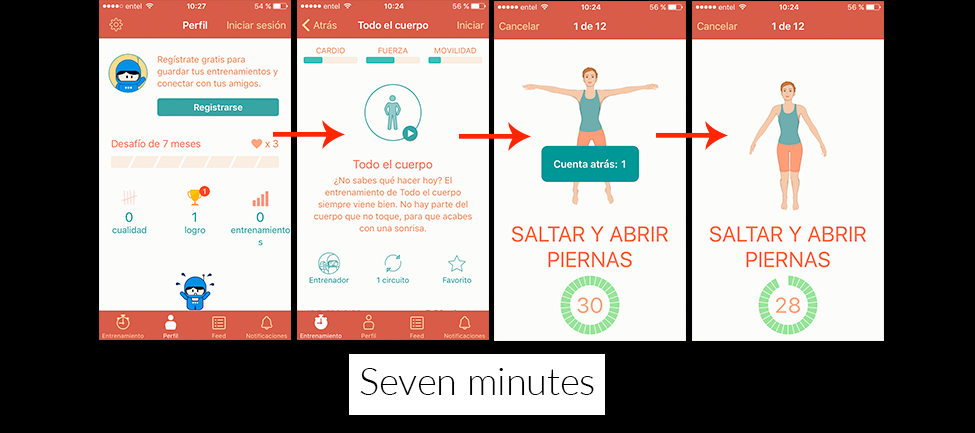 entel 10:27 54 %
Perfil Iniciar sesión
Regístrate gratis para
guardar tus entrenamientos y
conectar con tus amigos.
Registrarse
Desafío de 7 meses x 3
1
0 1 0
cualidad logro entrenamiento
s
Entrenamiento Perfil Feed Notificaciones
entel 10:24 56 %
Atrás Todo el cuerpo Iniciar
CARDIO FUERZA MOVILIDAD
Todo el cuerpo
¿No sabes qué hacer hoy? El
entrenamiento de Todo el cuerpo
siempre viene bien. No hay parte del
cuerpo que no toque, para que acabes
con una sonrisa.
Entrenador 1 circuito Favorito
Entrenamiento Perfil Feed Notificaciones
entel 10:24 56 %
Cancelar 1 de 12
Cuenta atrás: 1
SALTAR Y ABRIR
PIERNAS
30
entel 10:24 56 %
Cancelar 1 de 12
SALTAR Y ABRIR
PIERNAS
28
Seven minutes